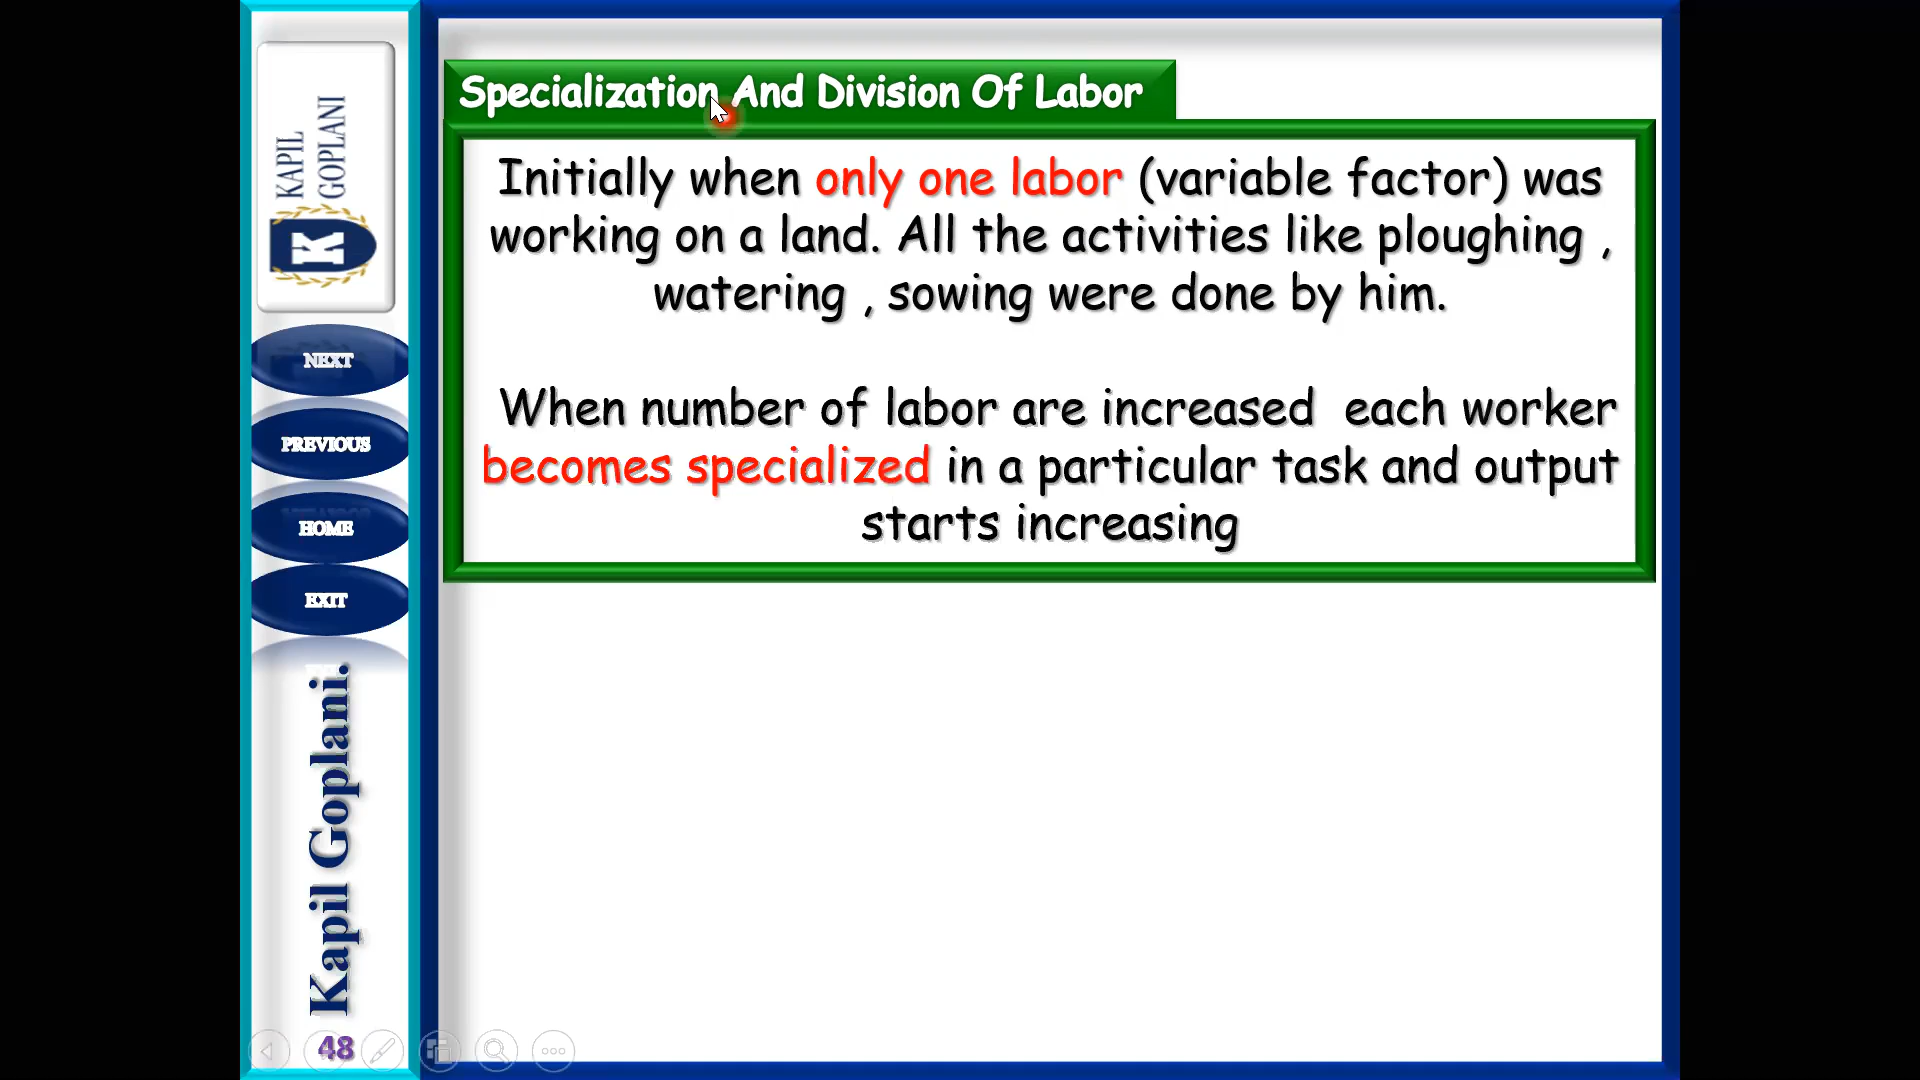 Specialization And Division Of Labor
Initially when only one labor (variable factor) was
working on a land. All the activities like ploughing ,
watering , sowing were done by him.
When number of labor are increased each worker
becomes specialized in a particular task and output
starts increasing
KAPIL
GOPLANI
K
NEXT
PREVIOUS
HOME
EXIT
Kapil Goplani.
48